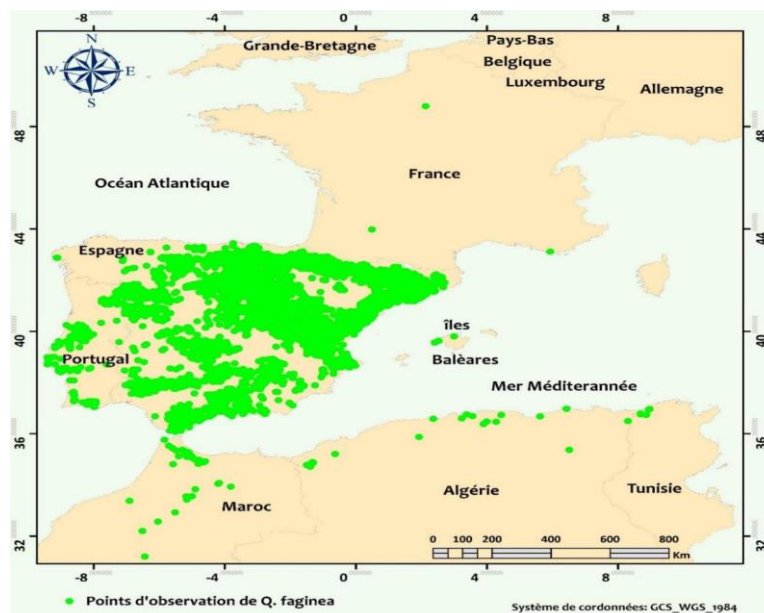 -8 -4 0 4 8
N
W E
S
Grande-Bretagne
Pays-Bas
Belgique
Luxembourg
Allemagne
48 48
Océan Atlantique
France
44 44
Espagne
40 40
îles
Balèares
Portugal
Mer Méditerannée
36 36
Maroc
Algérie
Tunisie
32 32
0 50 100 200 400 600 800
Km
-8 -4 0 4 8
Points d'observation de Q. faginea
Système de cordonnées: GCS_WGS_1984